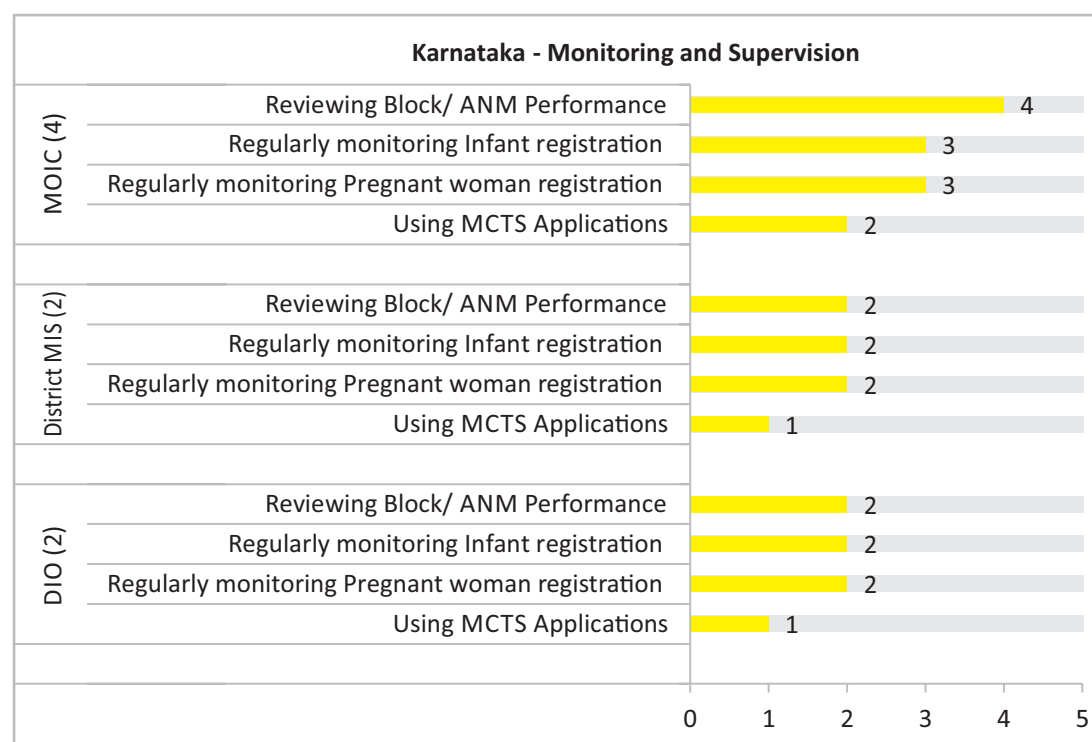 Karnataka - Monitoring and Supervision
MOIC (4)
Reviewing Block/ ANM Performance 4
Regularly monitoring Infant registration 3
Regularly monitoring Pregnant woman registration 3
Using MCTS Applications 2
District MIS (2)
Reviewing Block/ ANM Performance 2
Regularly monitoring Infant registration 2
Regularly monitoring Pregnant woman registration 2
Using MCTS Applications 1
DIO (2)
Reviewing Block/ ANM Performance 2
Regularly monitoring Infant registration 2
Regularly monitoring Pregnant woman registration 2
Using MCTS Applications 1
0 1 2 3 4 5